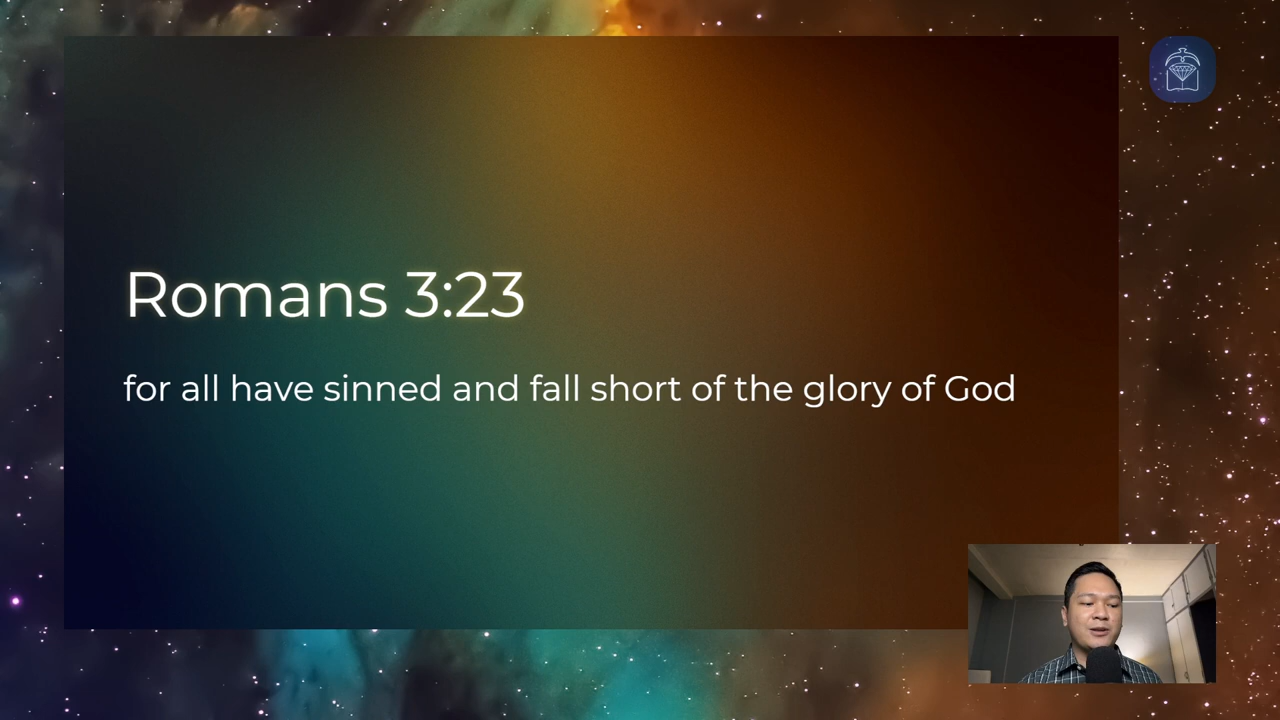 Romans 3:23
for all have sinned and fall short of the glory of God